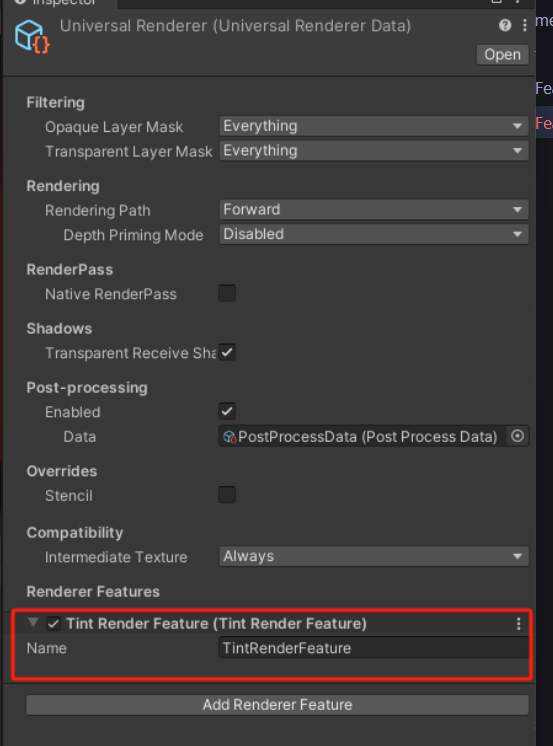 Inspector
Universal Renderer (Universal Renderer Data)
Open
Filtering
Opaque Layer Mask Everything
Transparent Layer Mask Everything
Rendering
Rendering Path Forward
Depth Priming Mode Disabled
RenderPass
Native RenderPass
Shadows
Transparent Receive Sha
Post-processing
Enabled
Data PostProcessData (Post Process Data)
Overrides
Stencil
Compatibility
Intermediate Texture Always
Renderer Features
Tint Render Feature (Tint Render Feature)
Name TintRenderFeature
Add Renderer Feature
me
Fea
Fea